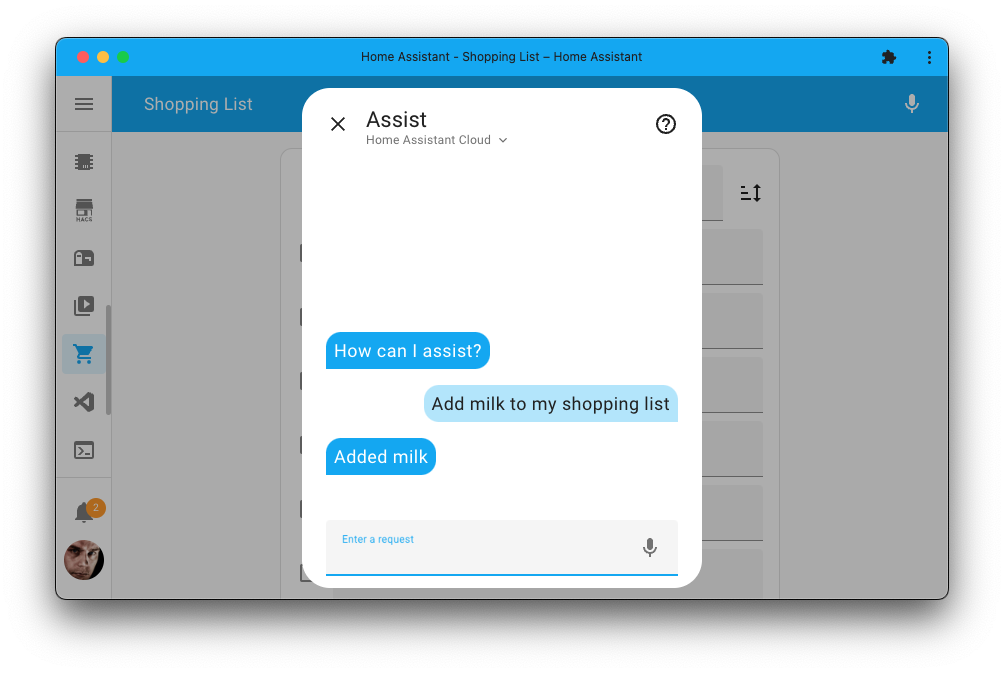 Home Assistant - Shopping List – Home Assistant
Shopping List
Assist
Home Assistant Cloud
HACS
How can I assist?
Add milk to my shopping list
Added milk
2
Enter a request